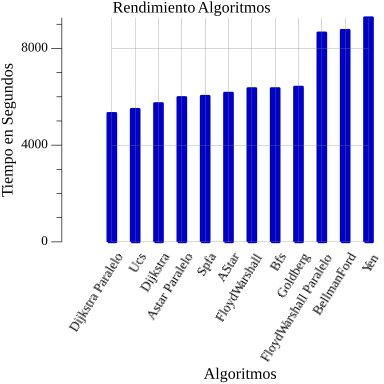 Rendimiento Algoritmos
Tiempo en Segundos
8000
4000
0
Dijkstra Paralelo
Ucs
Dijkstra
Astar Paralelo
Spfa
AStar
FloydWarshall
Bfs
Goldberg
FloydWarshall Paralelo
BellmanFord
Yen
Algoritmos